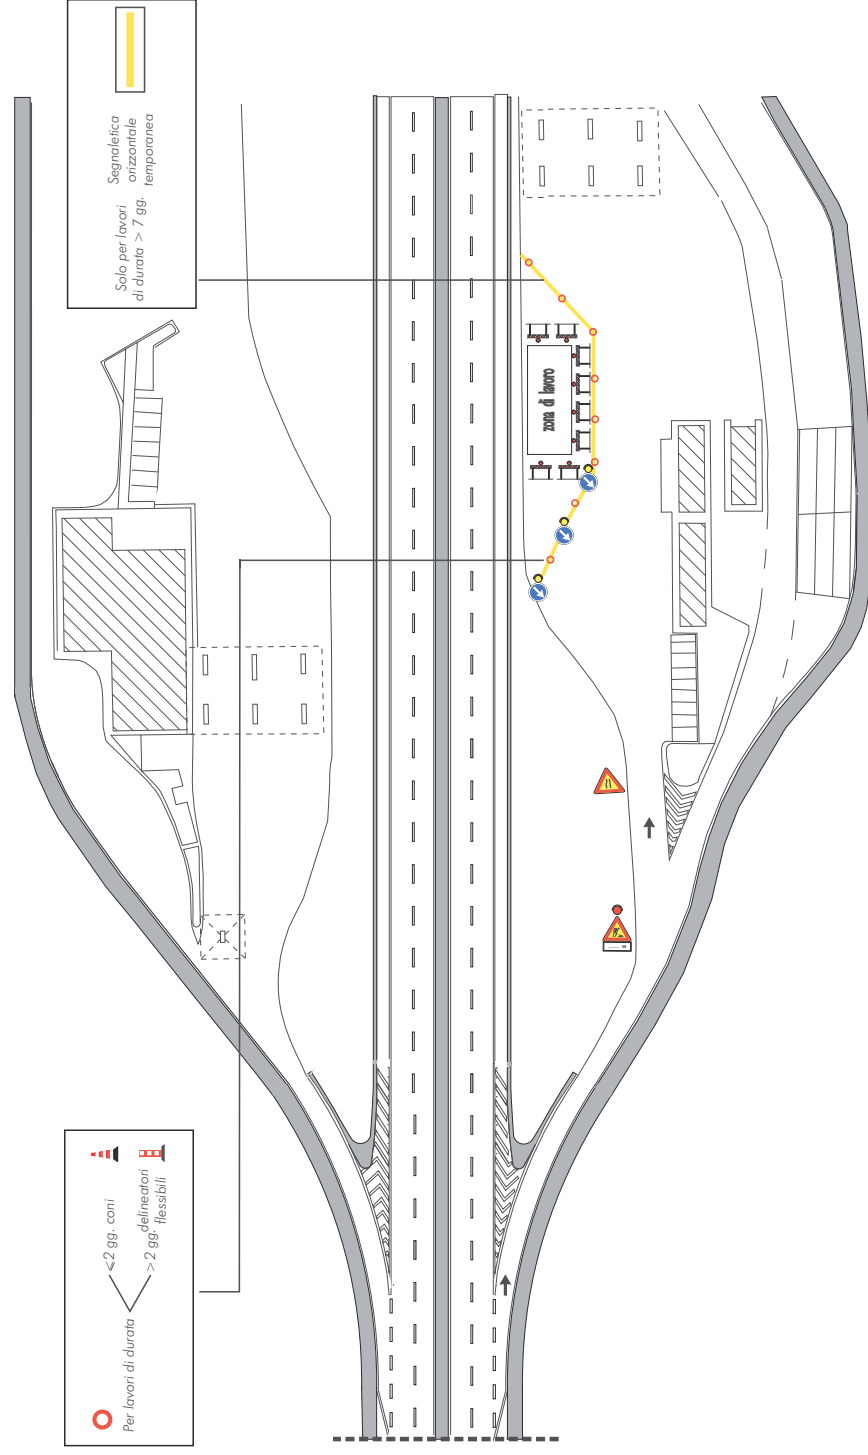 Solo per lavori
di durata > 7 gg.
Segnaletica
orizzontale
temporanea
zona di lavoro
Per lavori di durata
⩽2 gg. coni
>2 gg. delineatori
flessibili